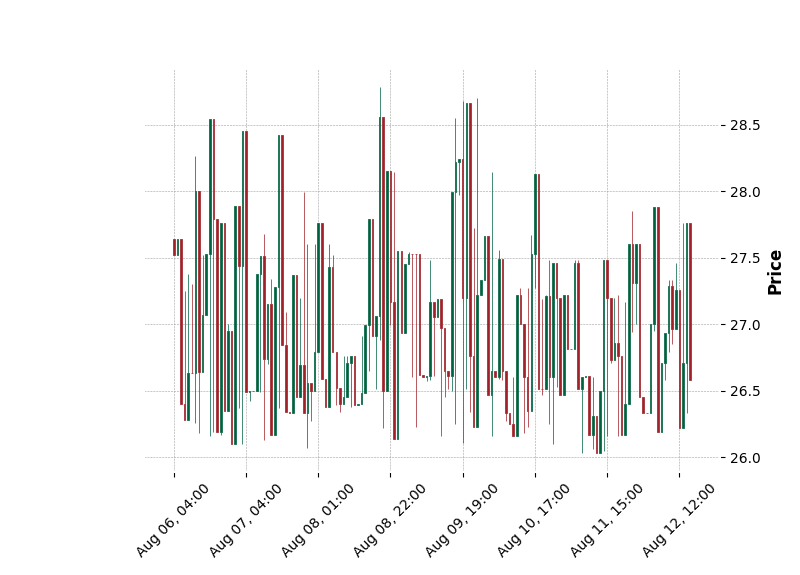 28.5
28.0
27.5
27.0
26.5
26.0
Price
Aug 06, 04:00
Aug 07, 04:00
Aug 08, 01:00
Aug 08, 22:00
Aug 09, 19:00
Aug 10, 17:00
Aug 11, 15:00
Aug 12, 12:00